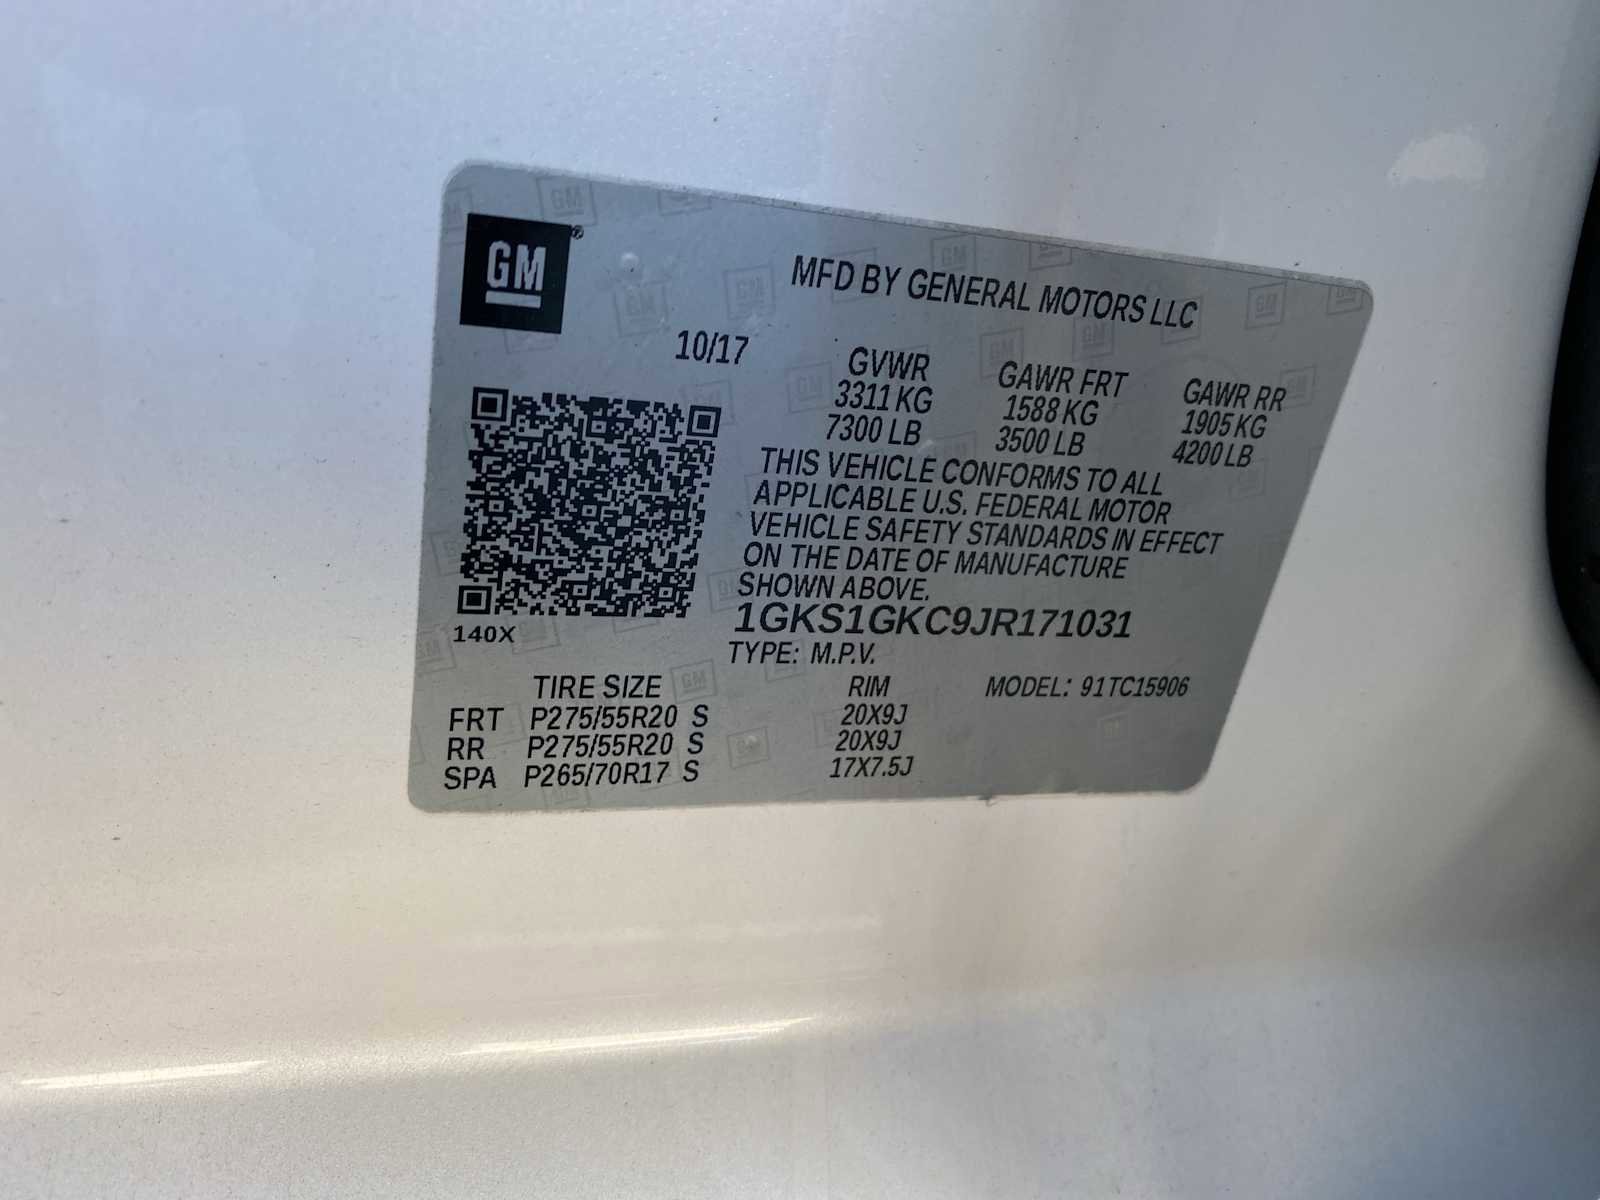 GM
MFD BY GENERAL MOTORS LLC
10/17
GVWR GAWR FRT GAWR RR
3311 KG 1588 KG 1905 KG
7300 LB 3500 LB 4200 LB
THIS VEHICLE CONFORMS TO ALL
APPLICABLE U.S. FEDERAL MOTOR
VEHICLE SAFETY STANDARDS IN EFFECT
ON THE DATE OF MANUFACTURE
SHOWN ABOVE.
1GKS1GKC9JR171031
140X
TYPE: M.P.V.
TIRE SIZE RIM MODEL: 91TC15906
FRT P275/55R20 S 20X9J
RR P275/55R20 S 20X9J
SPA P265/70R17 S 17X7.5J